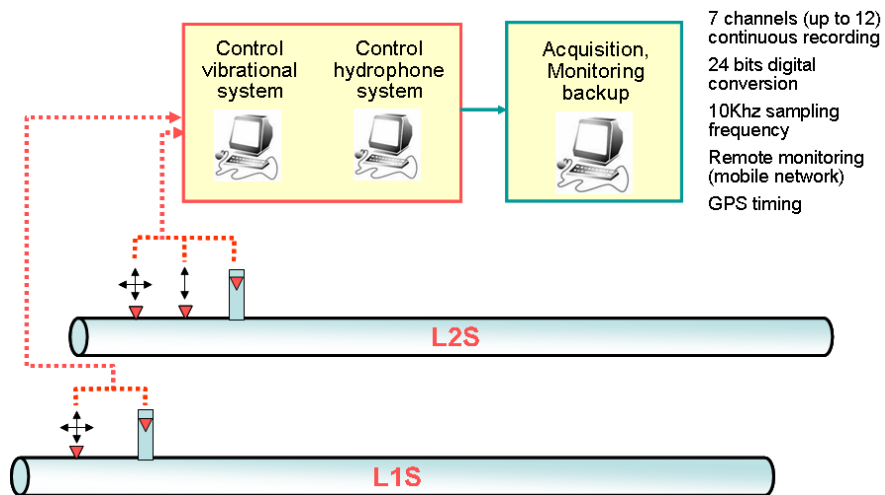 Control
vibrational
system
Control
hydrophone
system
Acquisition,
Monitoring
backup
7 channels (up to 12)
continuous recording
24 bits digital
conversion
10Khz sampling
frequency
Remote monitoring
(mobile network)
GPS timing
L2S
L1S